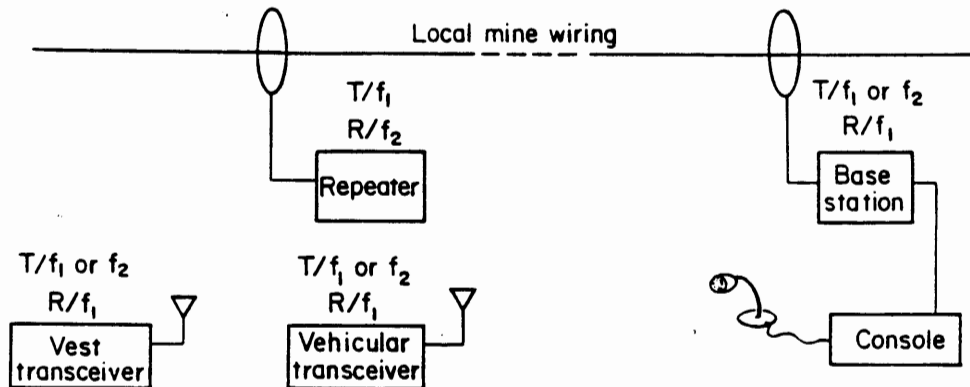 Local mine wiring
T/f₁
R/f₂
Repeater
T/f₁ or f₂
R/f₁
Base
station
T/f₁ or f₂
R/f₁
Vest
transceiver
T/f₁ or f₂
R/f₁
Vehicular
transceiver
Console